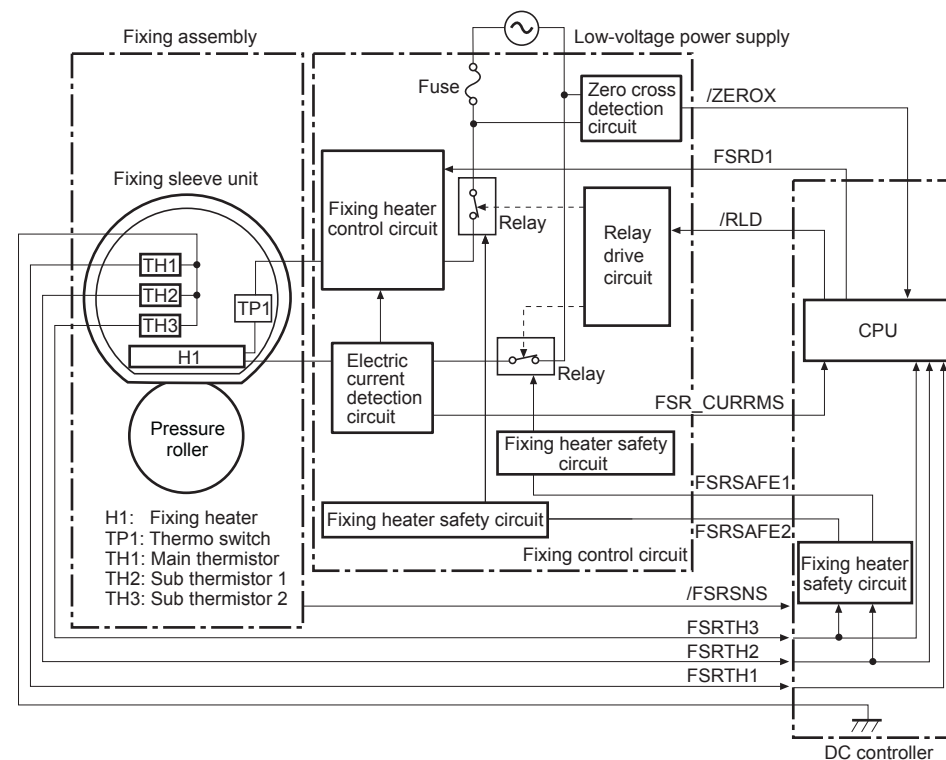 Fixing assembly
Low-voltage power supply
Fuse
Zero cross
detection
circuit
/ZEROX
FSRD1
Fixing sleeve unit
Fixing heater
control circuit
Relay
Relay
drive
circuit
/RLD
TH1
TH2
TH3
TP1
H1
CPU
Electric
current
detection
circuit
Relay
FSR_CURRMS
Pressure
roller
Fixing heater safety
circuit
FSRSAFE1
Fixing heater safety circuit
FSRSAFE2
Fixing control circuit
Fixing heater
safety circuit
H1: Fixing heater
TP1: Thermo switch
TH1: Main thermistor
TH2: Sub thermistor 1
TH3: Sub thermistor 2
/FSRSNS
FSRTH3
FSRTH2
FSRTH1
DC controller